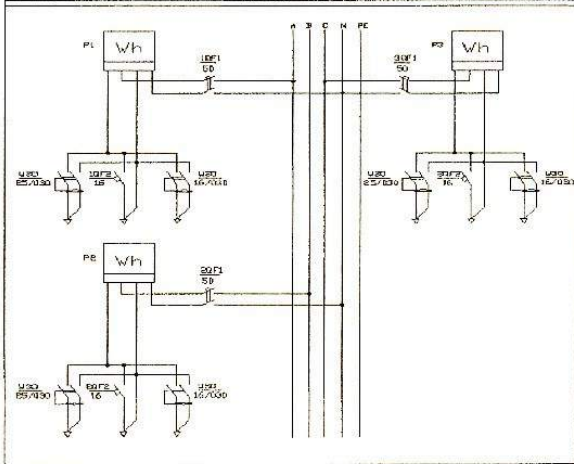 A B C N PE
P1 Wh 1QF1 50
3QF1 50 P3 Wh
25/030 1QF2 16 16/030
25/030 3QF2 16 16/030
P2 Wh 2QF1 50
25/030 2QF2 16 16/030